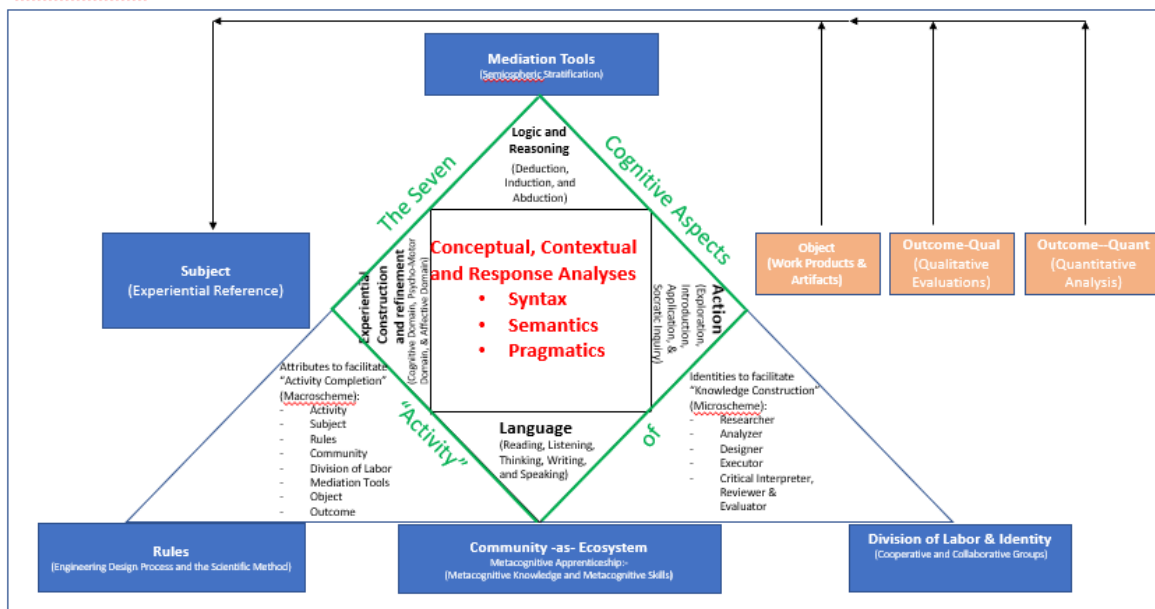 Mediation Tools
(Semiospheric Stratification)
The Seven
Cognitive Aspects
of
"Activity"
Logic and
Reasoning
(Deduction,
Induction, and
Abduction)
Subject
(Experiential Reference)
Experiential
Construction
and refinement
(Cognitive Domain, Psycho-Motor
Domain, & Affective Domain)
Conceptual, Contextual
and Response Analyses
• Syntax
• Semantics
• Pragmatics
Action
(Exploration,
Introduction,
Application, &
Socratic Inquiry)
Object
(Work Products &
Artifacts)
Outcome-Qual
(Qualitative
Evaluations)
Outcome--Quant
(Quantitative
Analysis)
Attributes to facilitate
"Activity Completion"
(Macroscheme):
- Activity
- Subject
- Rules
- Community
- Division of Labor
- Mediation Tools
- Object
- Outcome
Language
(Reading, Listening,
Thinking, Writing,
and Speaking)
Identities to facilitate
"Knowledge Construction"
(Microscheme):
- Researcher
- Analyzer
- Designer
- Executor
- Critical Interpreter,
Reviewer &
Evaluator
Rules
(Engineering Design Process and the Scientific Method)
Community -as- Ecosystem
Metacognitive Apprenticeship:-
(Metacognitive Knowledge and Metacognitive Skills)
Division of Labor & Identity
(Cooperative and Collaborative Groups)